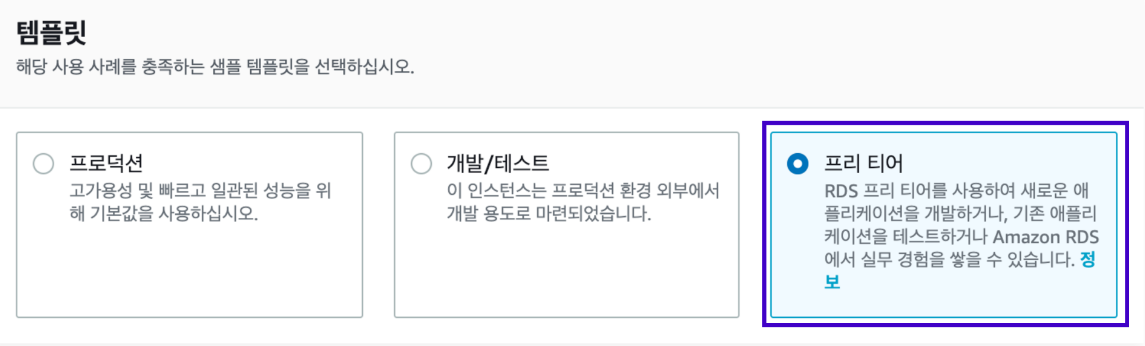 템플릿
해당 사용 사례를 충족하는 샘플 템플릿을 선택하십시오.
프로덕션
고가용성 및 빠르고 일관된 성능을 위
해 기본값을 사용하십시오.
개발/테스트
이 인스턴스는 프로덕션 환경 외부에서
개발 용도로 마련되었습니다.
프리 티어
RDS 프리 티어를 사용하여 새로운 애
플리케이션을 개발하거나, 기존 애플리
케이션을 테스트하거나 Amazon RDS
에서 실무 경험을 쌓을 수 있습니다. 정
보